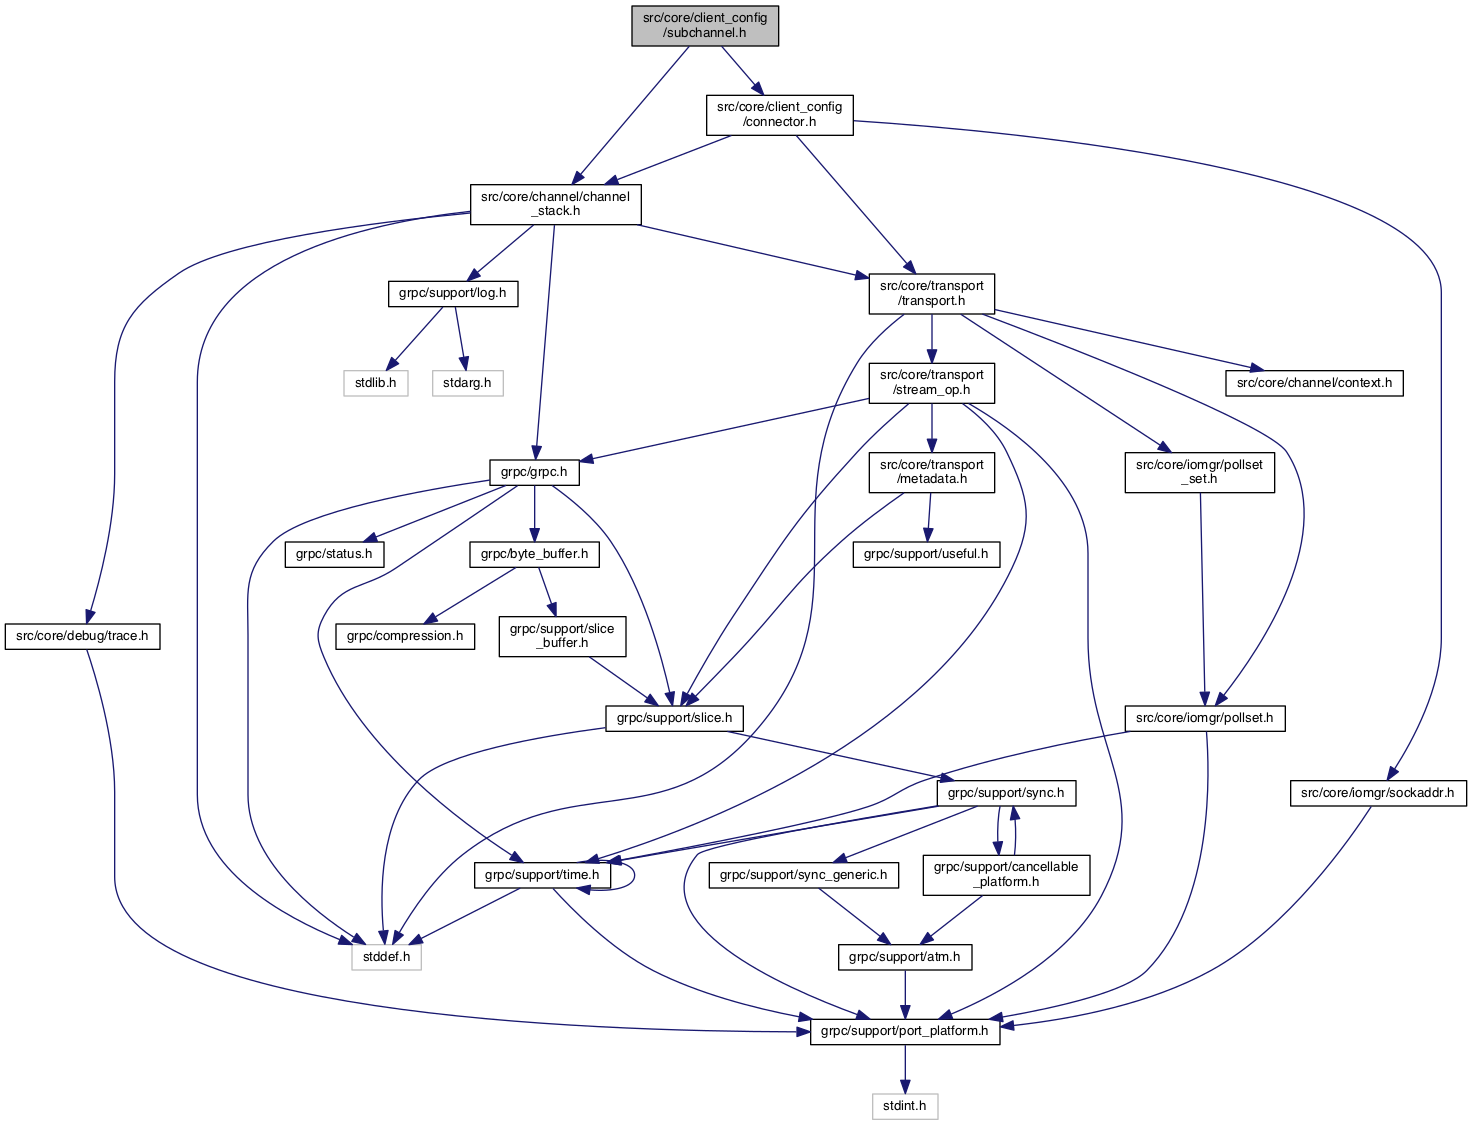 src/core/client_config
/subchannel.h
src/core/client_config
/connector.h
src/core/channel/channel
_stack.h
grpc/support/log.h
src/core/transport
/transport.h
stdlib.h
stdarg.h
src/core/transport
/stream_op.h
src/core/channel/context.h
grpc/grpc.h
src/core/transport
/metadata.h
src/core/iomgr/pollset
_set.h
grpc/status.h
grpc/byte_buffer.h
grpc/support/useful.h
src/core/debug/trace.h
grpc/compression.h
grpc/support/slice
_buffer.h
grpc/support/slice.h
src/core/iomgr/pollset.h
grpc/support/sync.h
src/core/iomgr/sockaddr.h
grpc/support/time.h
grpc/support/sync_generic.h
grpc/support/cancellable
_platform.h
stddef.h
grpc/support/atm.h
grpc/support/port_platform.h
stdint.h